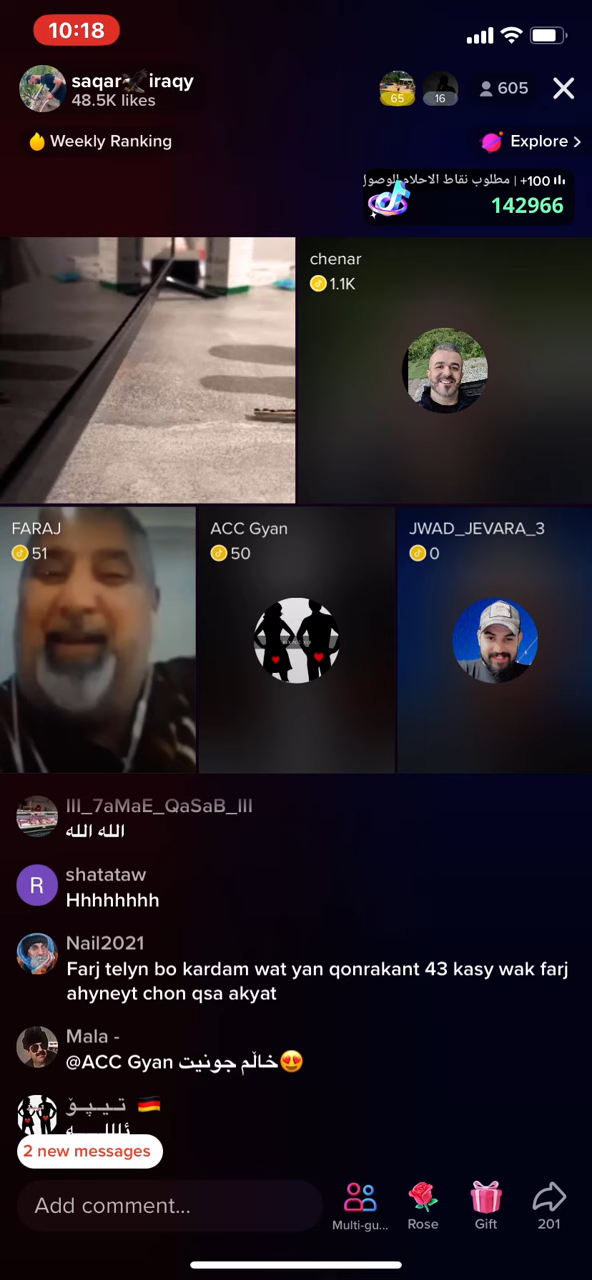 10:18
saqar🦅iraqy
48.5K likes
65
16
605
Weekly Ranking
Explore >
مطلوب نقاط الاحلام الوصول | +100
142966
chenar
1.1K
FARAJ
51
ACC Gyan
50
JWAD_JEVARA_3
0
III_7aMaE_QaSaB_III
الله الله
R
shatataw
Hhhhhhhh
Nail2021
Farj telyn bo kardam wat yan qonrakant 43 kasy wak farj
ahyneyt chon qsa akyat
Mala -
@ACC Gyan خاڵم جونیت😍
تـیـپـۆ 🇩🇪
2 new messages
Add comment...
Multi-gu...
Rose
Gift
201